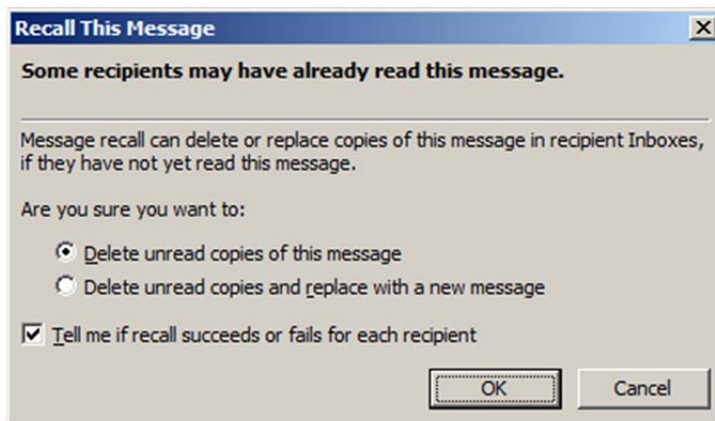 Recall This Message
Some recipients may have already read this message.
Message recall can delete or replace copies of this message in recipient Inboxes,
if they have not yet read this message.
Are you sure you want to:
Delete unread copies of this message
Delete unread copies and replace with a new message
Tell me if recall succeeds or fails for each recipient
OK Cancel